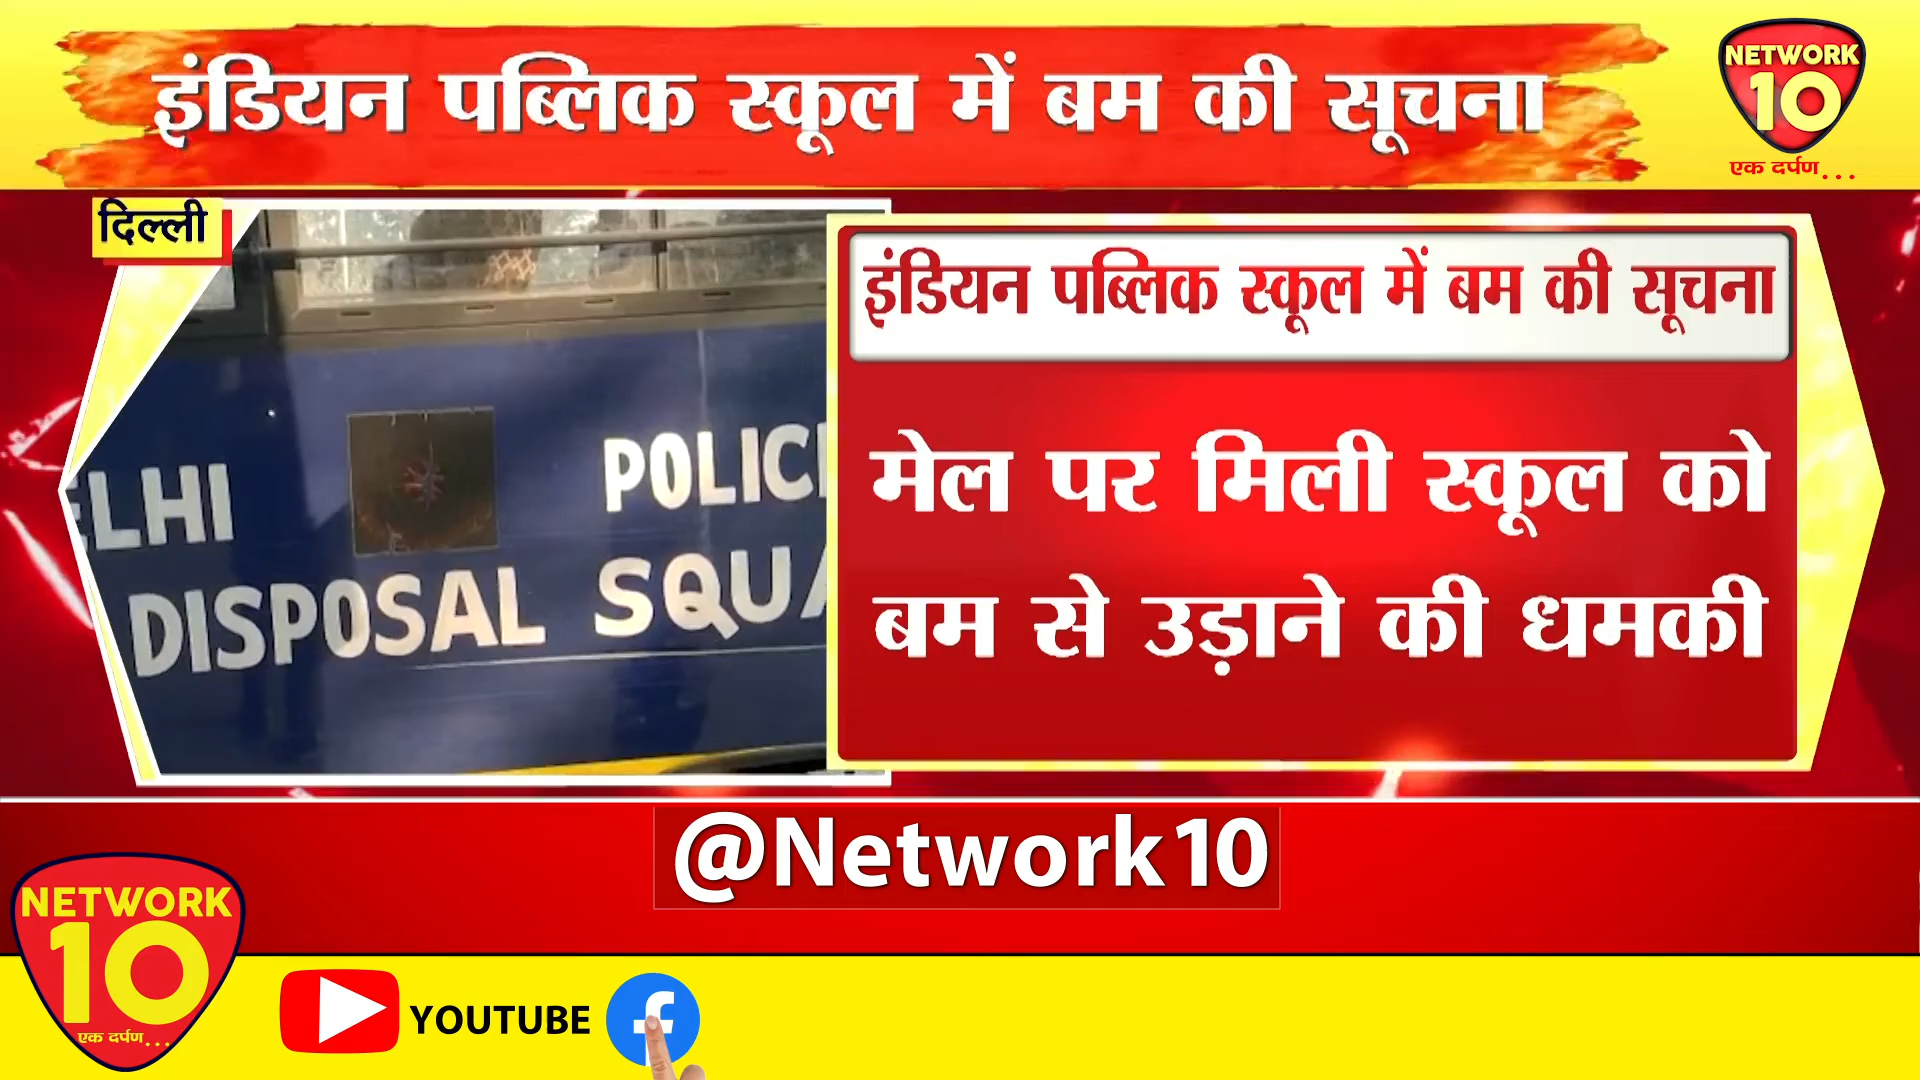 इंडियन पब्लिक स्कूल में बम की सूचना
NETWORK
10
एक दर्पण...
दिल्ली
इंडियन पब्लिक स्कूल में बम की सूचना
मेल पर मिली स्कूल को
बम से उड़ाने की धमकी
ELHI POLIC
DISPOSAL SQUA
@Network10
NETWORK
10
एक दर्पण...
YOUTUBE